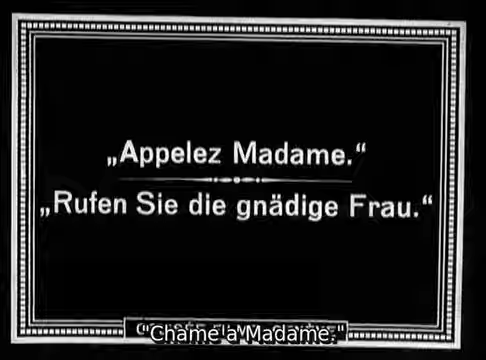 „Appelez Madame.“
„Rufen Sie die gnädige Frau.“
"Chame a Madame."